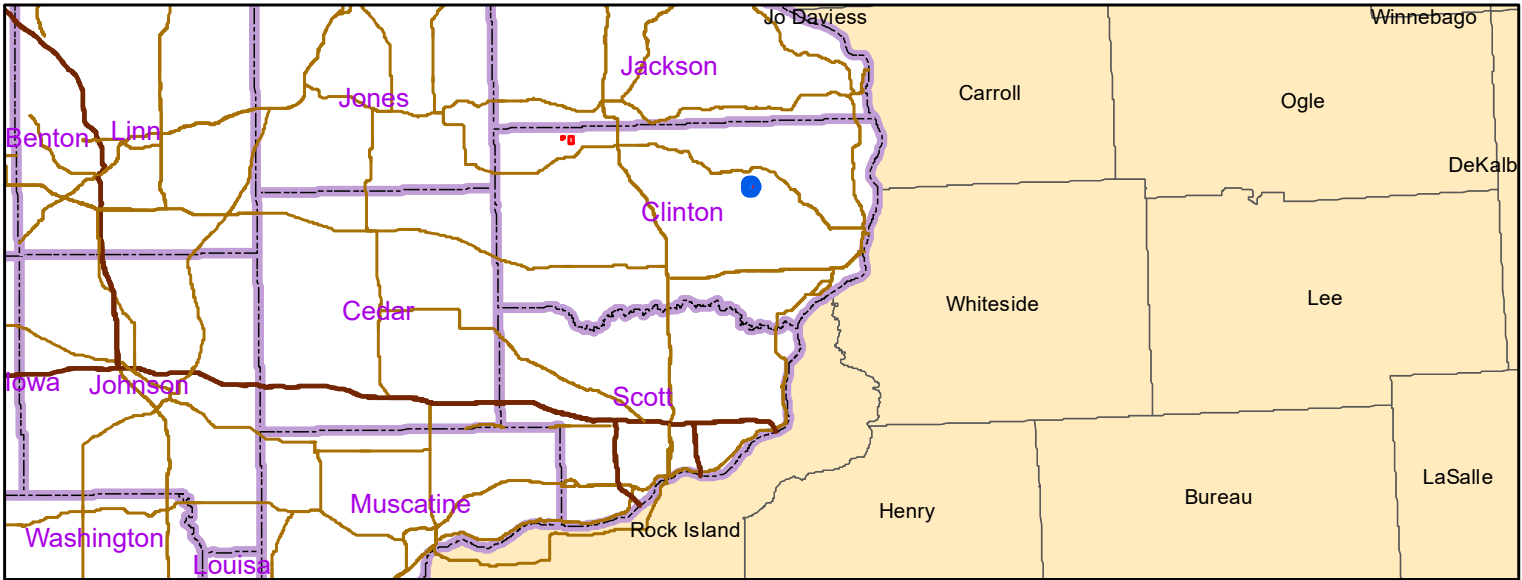 Jo Daviess
Winnebago
Jackson
Carroll
Jones
Ogle
Benton
Linn
DeKalb
Clinton
Cedar
Whiteside
Lee
Iowa
Johnson
Scott
Muscatine
LaSalle
Henry
Bureau
Washington
Rock Island
Louisa